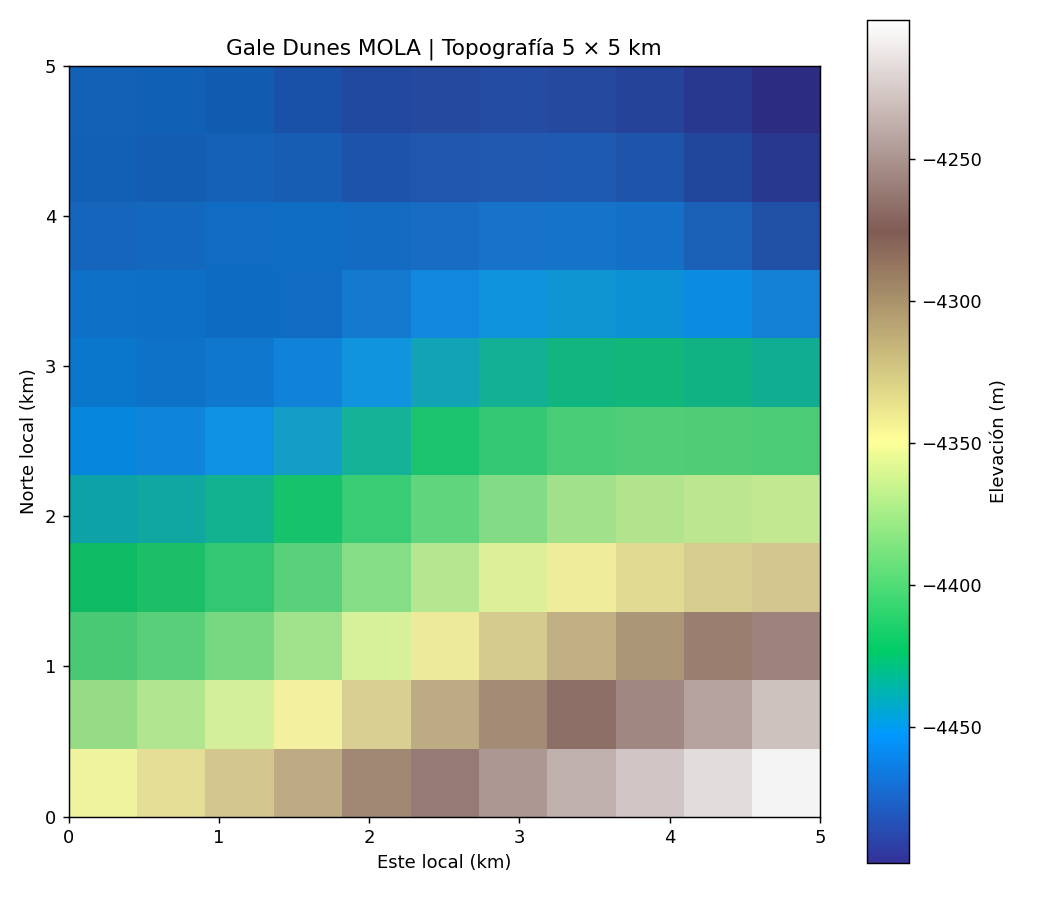 Gale Dunes MOLA | Topografía 5 × 5 km
5
4
3
2
1
0
Norte local (km)
0 1 2 3 4 5
Este local (km)
−4250
−4300
−4350
−4400
−4450
Elevación (m)